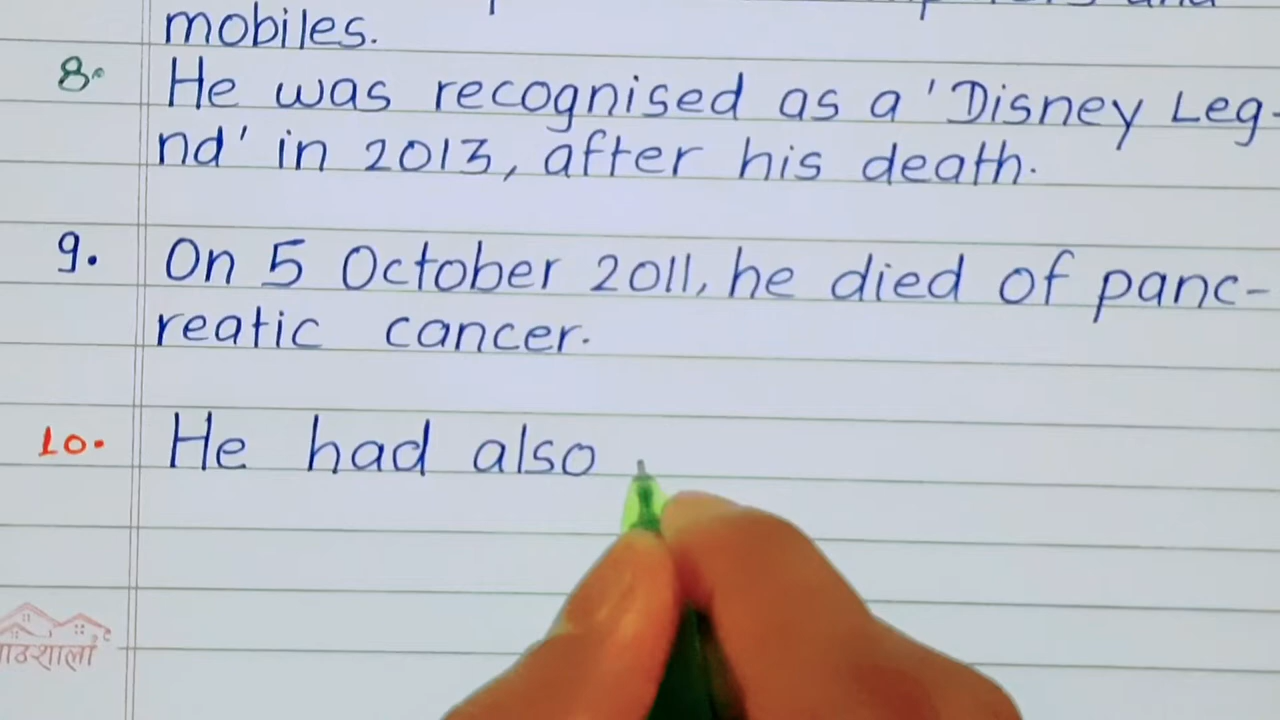 and
mobiles.
8. He was recognised as a 'Disney Leg-
nd' in 2013, after his death.
9. On 5 October 2011, he died of panc-
reatic cancer.
10. He had also